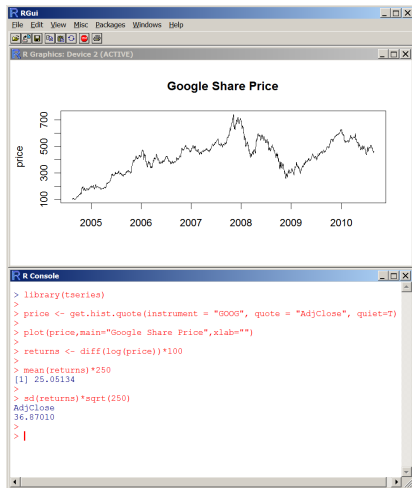 RGui
File Edit View Misc Packages Windows Help
R Graphics: Device 2 (ACTIVE)
Google Share Price
price
700
500
300
100
2005 2006 2007 2008 2009 2010
R Console
> library(tseries)
>
> price <- get.hist.quote(instrument = "GOOG", quote = "AdjClose", quiet=T)
>
> plot(price,main="Google Share Price",xlab="")
>
> returns <- diff(log(price))*100
>
> mean(returns)*250
[1] 25.05134
>
> sd(returns)*sqrt(250)
AdjClose
36.87010
>
>